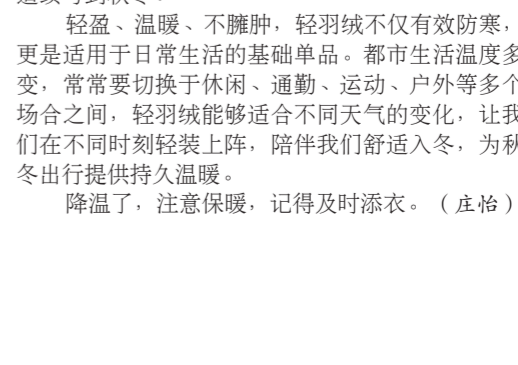 轻盈、温暖、不臃肿，轻羽绒不仅有效防寒，
更是适用于日常生活的基础单品。都市生活温度多
变，常常要切换于休闲、通勤、运动、户外等多个
场合之间，轻羽绒能够适合不同天气的变化，让我
们在不同时刻轻装上阵，陪伴我们舒适入冬，为秋
冬出行提供持久温暖。
降温了，注意保暖，记得及时添衣。（庄怡）